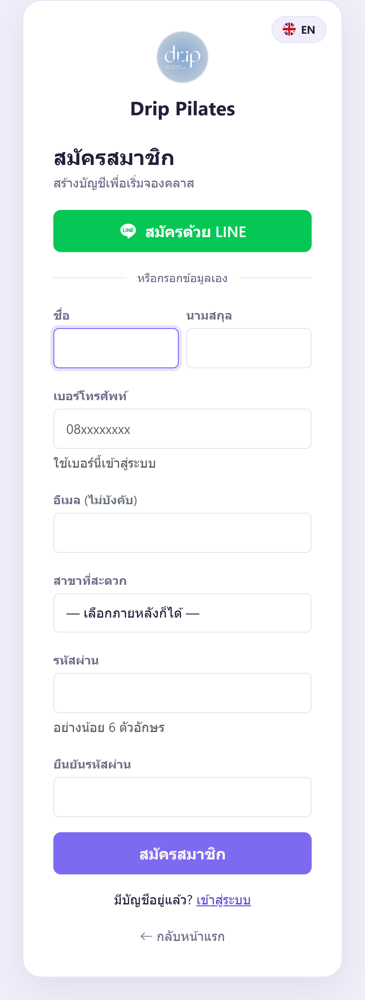 EN
drip
PILATES AND
WELLNESS CLUB
Drip Pilates
สมัครสมาชิก
สร้างบัญชีเพื่อเริ่มจองคลาส
LINE สมัครด้วย LINE
หรือกรอกข้อมูลเอง
ชื่อ นามสกุล
เบอร์โทรศัพท์
08xxxxxxxx
ใช้เบอร์นี้เข้าสู่ระบบ
อีเมล (ไม่บังคับ)
สาขาที่สะดวก
— เลือกภายหลังก็ได้ —
รหัสผ่าน
อย่างน้อย 6 ตัวอักษร
ยืนยันรหัสผ่าน
สมัครสมาชิก
มีบัญชีอยู่แล้ว? เข้าสู่ระบบ
← กลับหน้าแรก